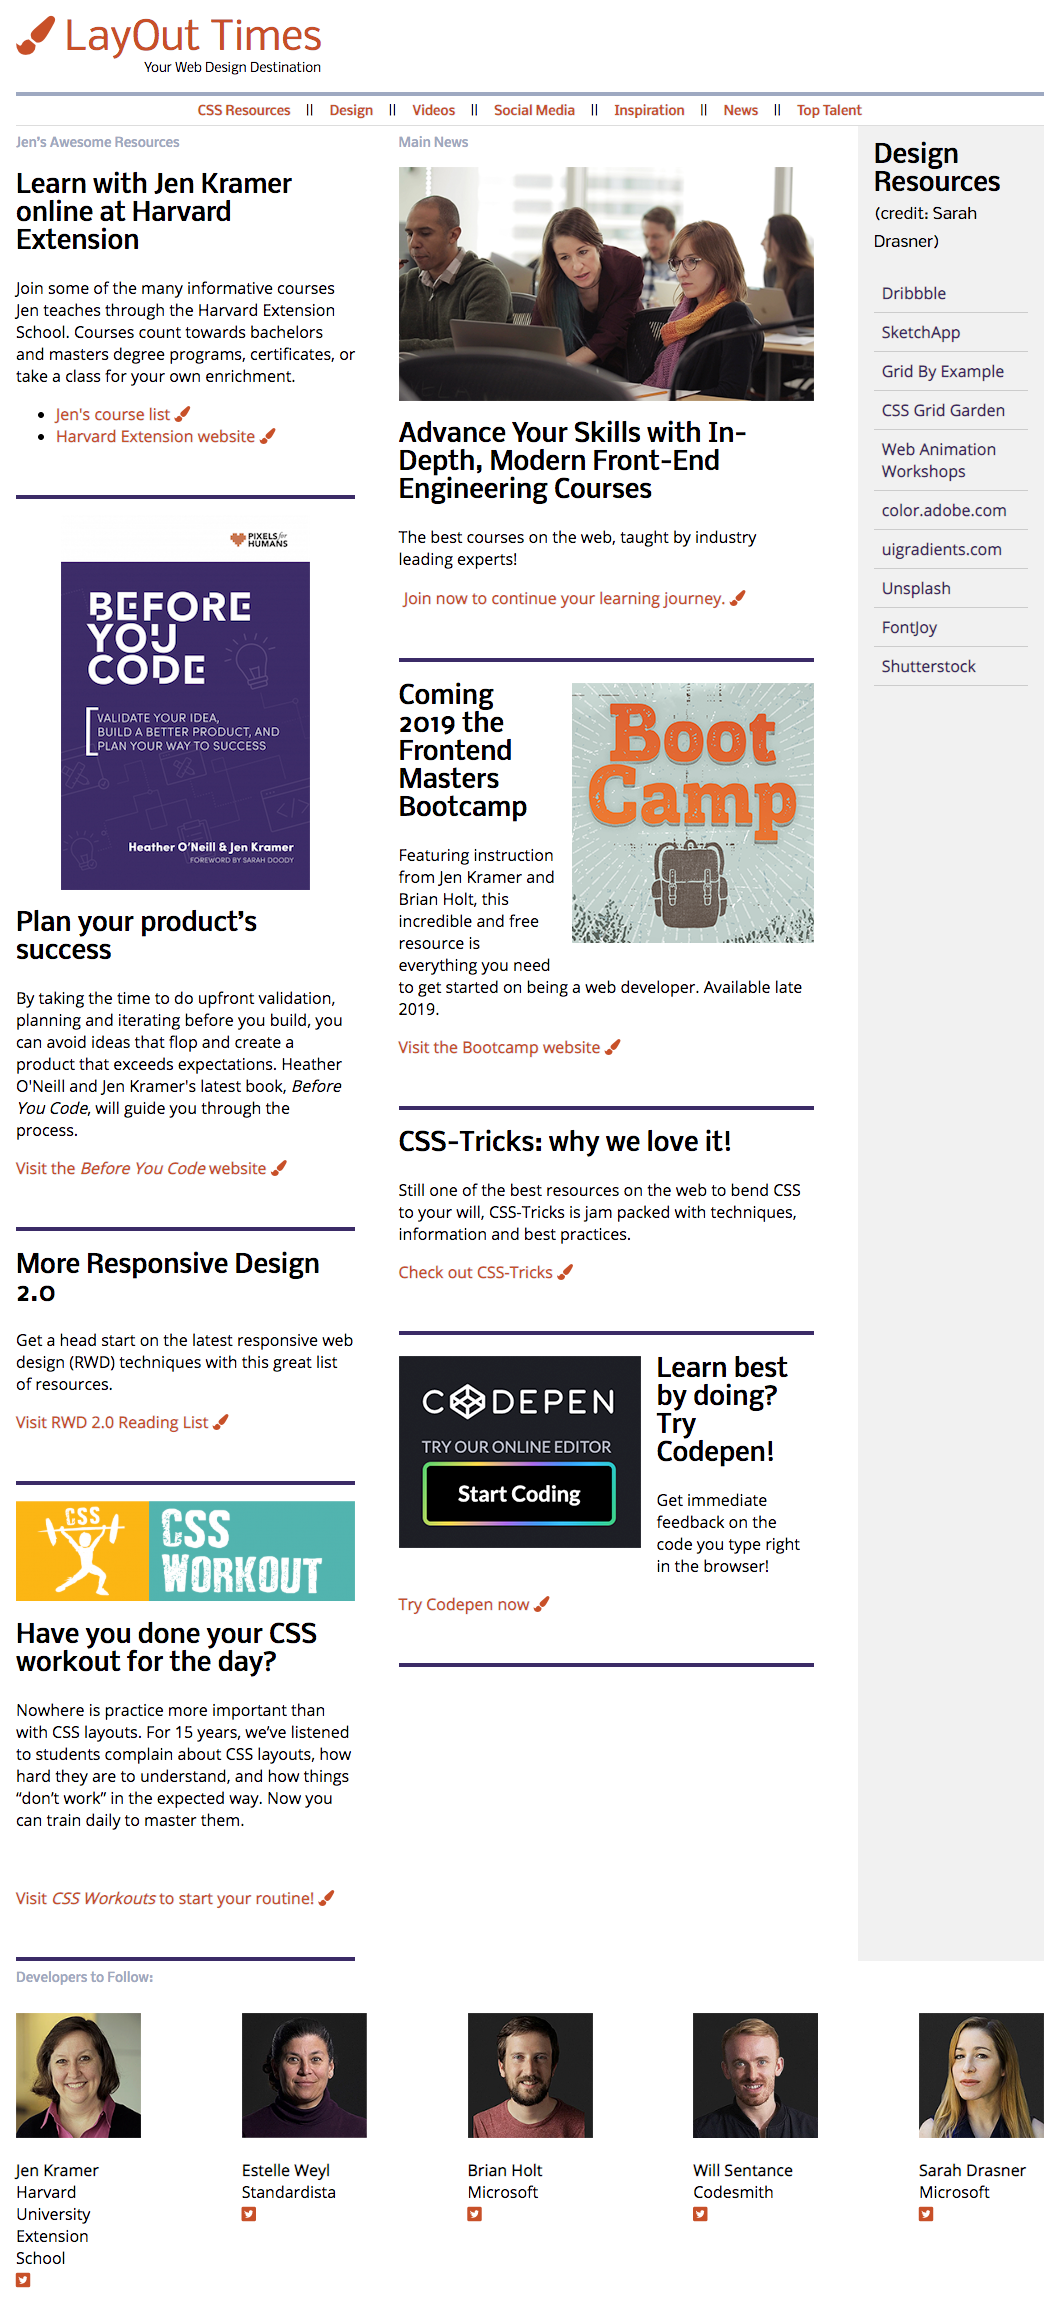 LayOut Times
Your Web Design Destination
CSS Resources || Design || Videos || Social Media || Inspiration || News || Top Talent
Jen's Awesome Resources
Learn with Jen Kramer
online at Harvard
Extension
Join some of the many informative courses
Jen teaches through the Harvard Extension
School. Courses count towards bachelors
and masters degree programs, certificates, or
take a class for your own enrichment.
• Jen's course list
• Harvard Extension website
PIXELS for
HUMANS
BEFORE
YOU
CODE
VALIDATE YOUR IDEA,
BUILD A BETTER PRODUCT, AND
PLAN YOUR WAY TO SUCCESS
Heather O'Neill & Jen Kramer
FOREWORD BY SARAH DOODY
Plan your product's
success
By taking the time to do upfront validation,
planning and iterating before you build, you
can avoid ideas that flop and create a
product that exceeds expectations. Heather
O'Neill and Jen Kramer's latest book, Before
You Code, will guide you through the
process.
Visit the Before You Code website
More Responsive Design
2.0
Get a head start on the latest responsive web
design (RWD) techniques with this great list
of resources.
Visit RWD 2.0 Reading List
CSS
CSS
WORKOUT
Have you done your CSS
workout for the day?
Nowhere is practice more important than
with CSS layouts. For 15 years, we’ve listened
to students complain about CSS layouts, how
hard they are to understand, and how things
“don’t work” in the expected way. Now you
can train daily to master them.
Visit CSS Workouts to start your routine!
Main News
Advance Your Skills with In-
Depth, Modern Front-End
Engineering Courses
The best courses on the web, taught by industry
leading experts!
Join now to continue your learning journey.
Coming
2019 the
Frontend
Masters
Bootcamp
Boot
Camp
Featuring instruction
from Jen Kramer and
Brian Holt, this
incredible and free
resource is
everything you need
to get started on being a web developer. Available late
2019.
Visit the Bootcamp website
CSS-Tricks: why we love it!
Still one of the best resources on the web to bend CSS
to your will, CSS-Tricks is jam packed with techniques,
information and best practices.
Check out CSS-Tricks
CODEPEN
TRY OUR ONLINE EDITOR
Start Coding
Learn best
by doing?
Try
Codepen!
Get immediate
feedback on the
code you type right
in the browser!
Try Codepen now
Design
Resources
(credit: Sarah
Drasner)
Dribbble
SketchApp
Grid By Example
CSS Grid Garden
Web Animation
Workshops
color.adobe.com
uigradients.com
Unsplash
FontJoy
Shutterstock
Developers to Follow:
Jen Kramer
Harvard
University
Extension
School
Estelle Weyl
Standardista
Brian Holt
Microsoft
Will Sentance
Codesmith
Sarah Drasner
Microsoft